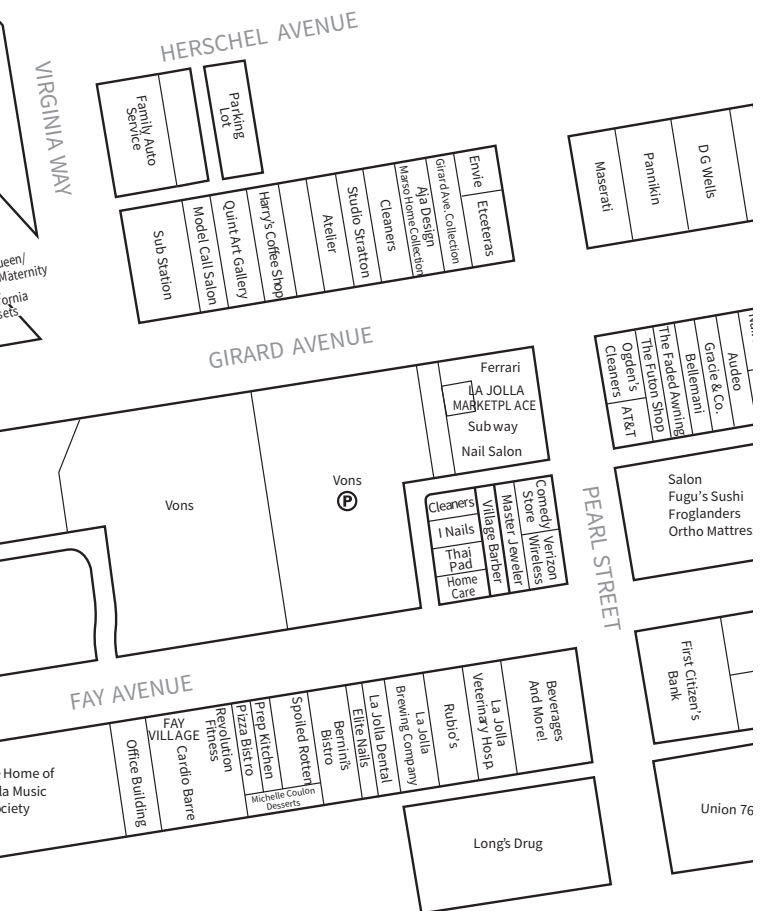 HERSCHEL AVENUE
VIRGINIA WAY
Family Auto
Service
Parking
Lot
Sub Station
Model Call Salon
Quint Art Gallery
Harry's Coffee Shop
Atelier
Studio Stratton
Cleaners
Marso Home Collection
Aja Design
Girard Ave. Collection
Envie
Etceteras
Maserati
Pannikin
D G Wells
ueen/
Maternity
fornia
sets
GIRARD AVENUE
Ferrari
LA JOLLA
MARKETPL ACE
Subway
Nail Salon
Ogden's
Cleaners
AT&T
The Futon Shop
The Faded Awning
Bellemani
Gracie & Co.
Audeo
Vons
Vons
P
Cleaners
I Nails
Thai
Pad
Home
Care
Village Barber
Master Jeweler
Comedy
Store
Verizon
Wireless
PEARL STREET
Salon
Fugu's Sushi
Froglanders
Ortho Mattres
First Citizen's
Bank
FAY AVENUE
Home of
la Music
ociety
Office Building
FAY
VILLAGE
Cardio Barre
Revolution
Fitness
Pizza Bistro
Prep Kitchen
Spoiled Rotten
Michelle Coulon
Desserts
Bernini's
Bistro
Elite Nails
La Jolla Dental
La Jolla
Brewing Company
Rubio's
La Jolla
Veterinary Hosp.
Beverages
And More!
Long's Drug
Union 76